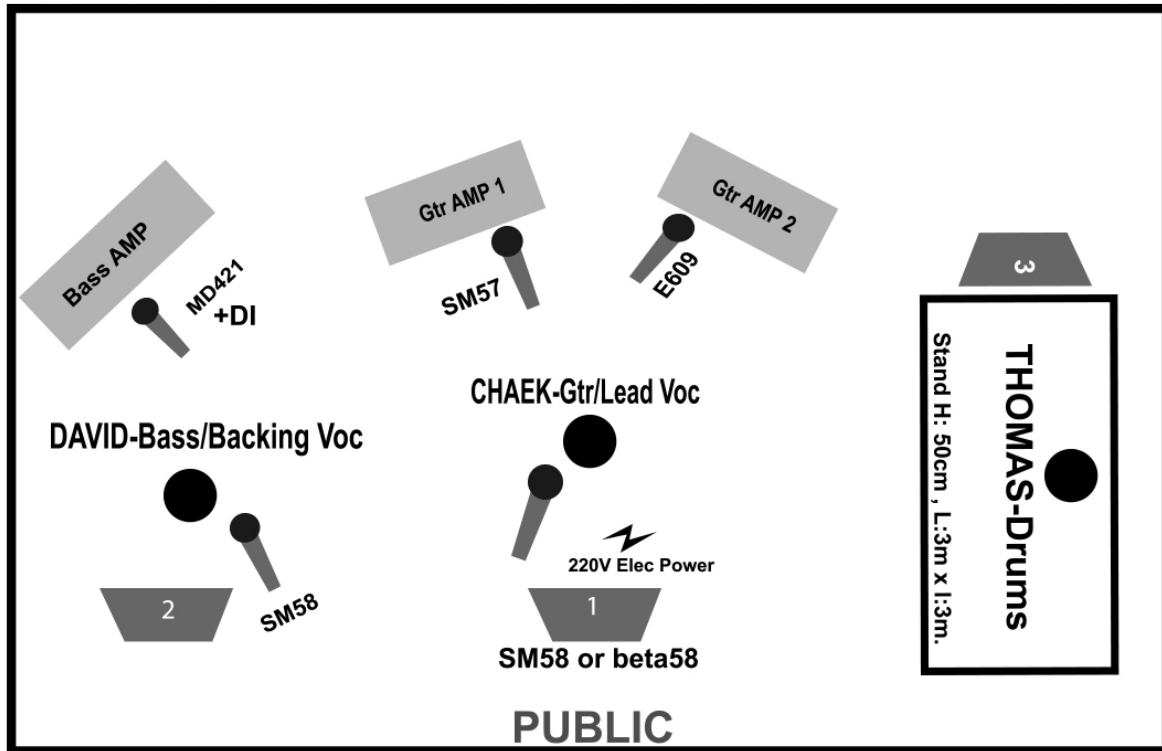 Bass AMP
MD421
+DI
Gtr AMP 1
SM57
Gtr AMP 2
E609
3
CHAEK-Gtr/Lead Voc
DAVID-Bass/Backing Voc
THOMAS-Drums
Stand H: 50cm , L:3m x l:3m.
220V Elec Power
2
SM58
1
SM58 or beta58
PUBLIC